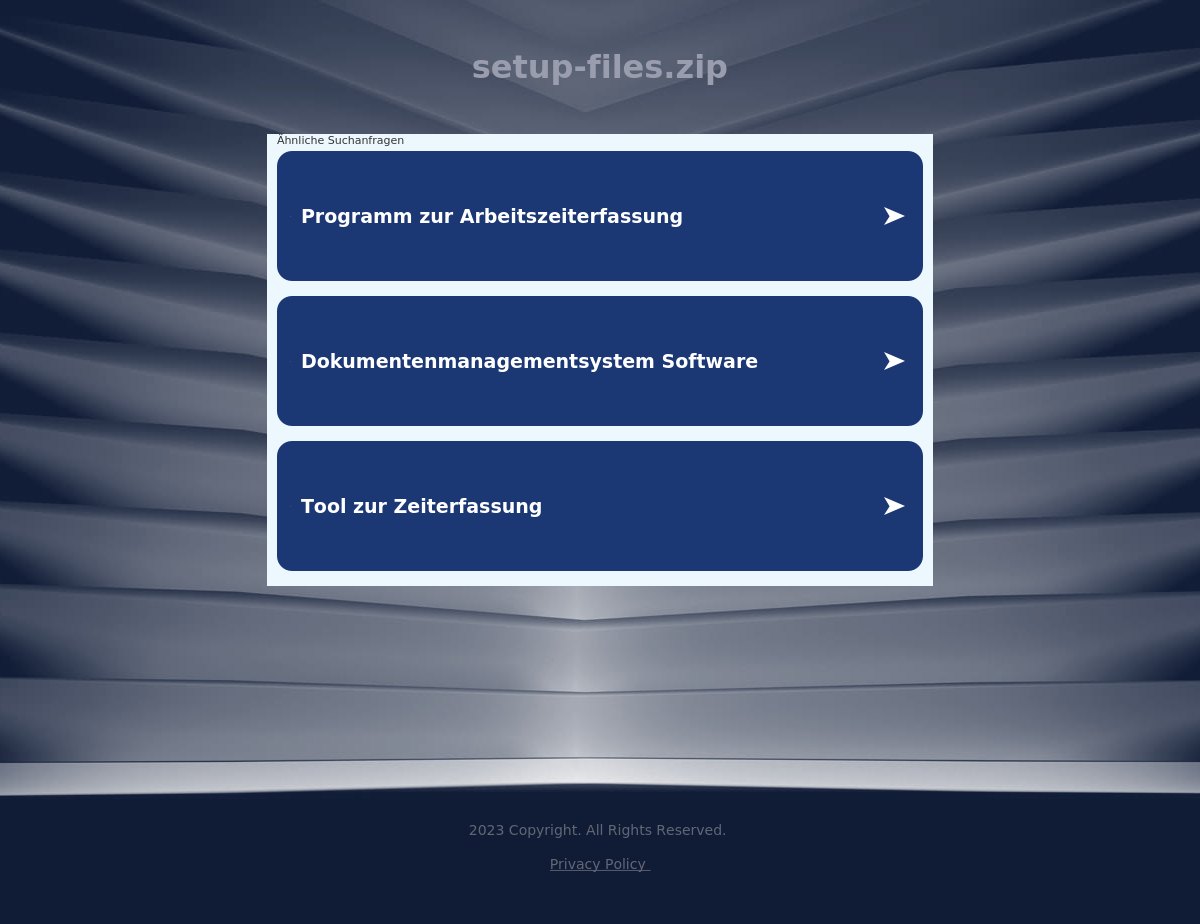 setup-files.zip
Ähnliche Suchanfragen
Programm zur Arbeitszeiterfassung
Dokumentenmanagementsystem Software
Tool zur Zeiterfassung
2023 Copyright. All Rights Reserved.
Privacy Policy